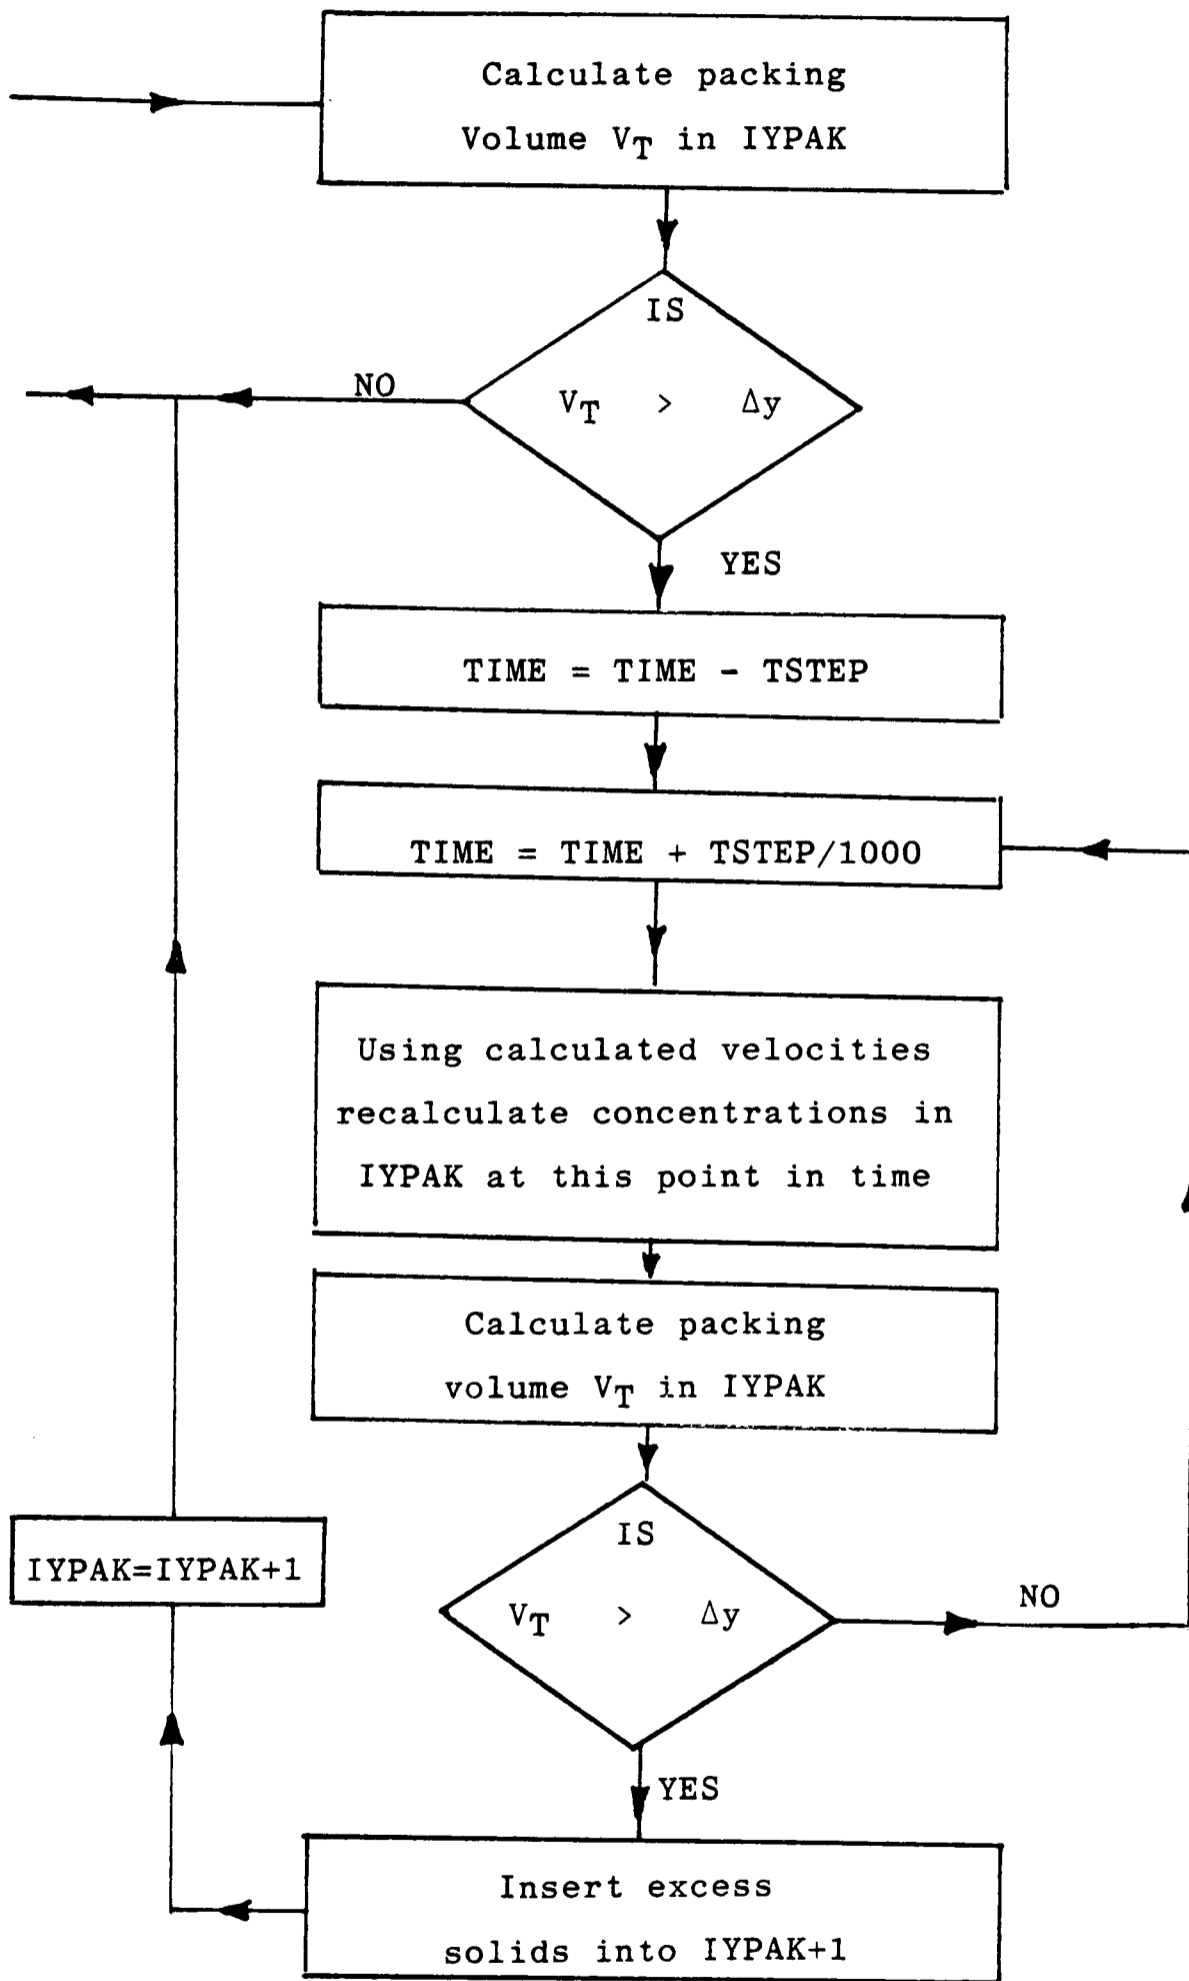 Calculate packing
Volume V_T in IYPAK
IS
V_T > Δy
NO
YES
TIME = TIME - TSTEP
TIME = TIME + TSTEP/1000
Using calculated velocities
recalculate concentrations in
IYPAK at this point in time
Calculate packing
volume V_T in IYPAK
IS
V_T > Δy
NO
YES
IYPAK=IYPAK+1
Insert excess
solids into IYPAK+1